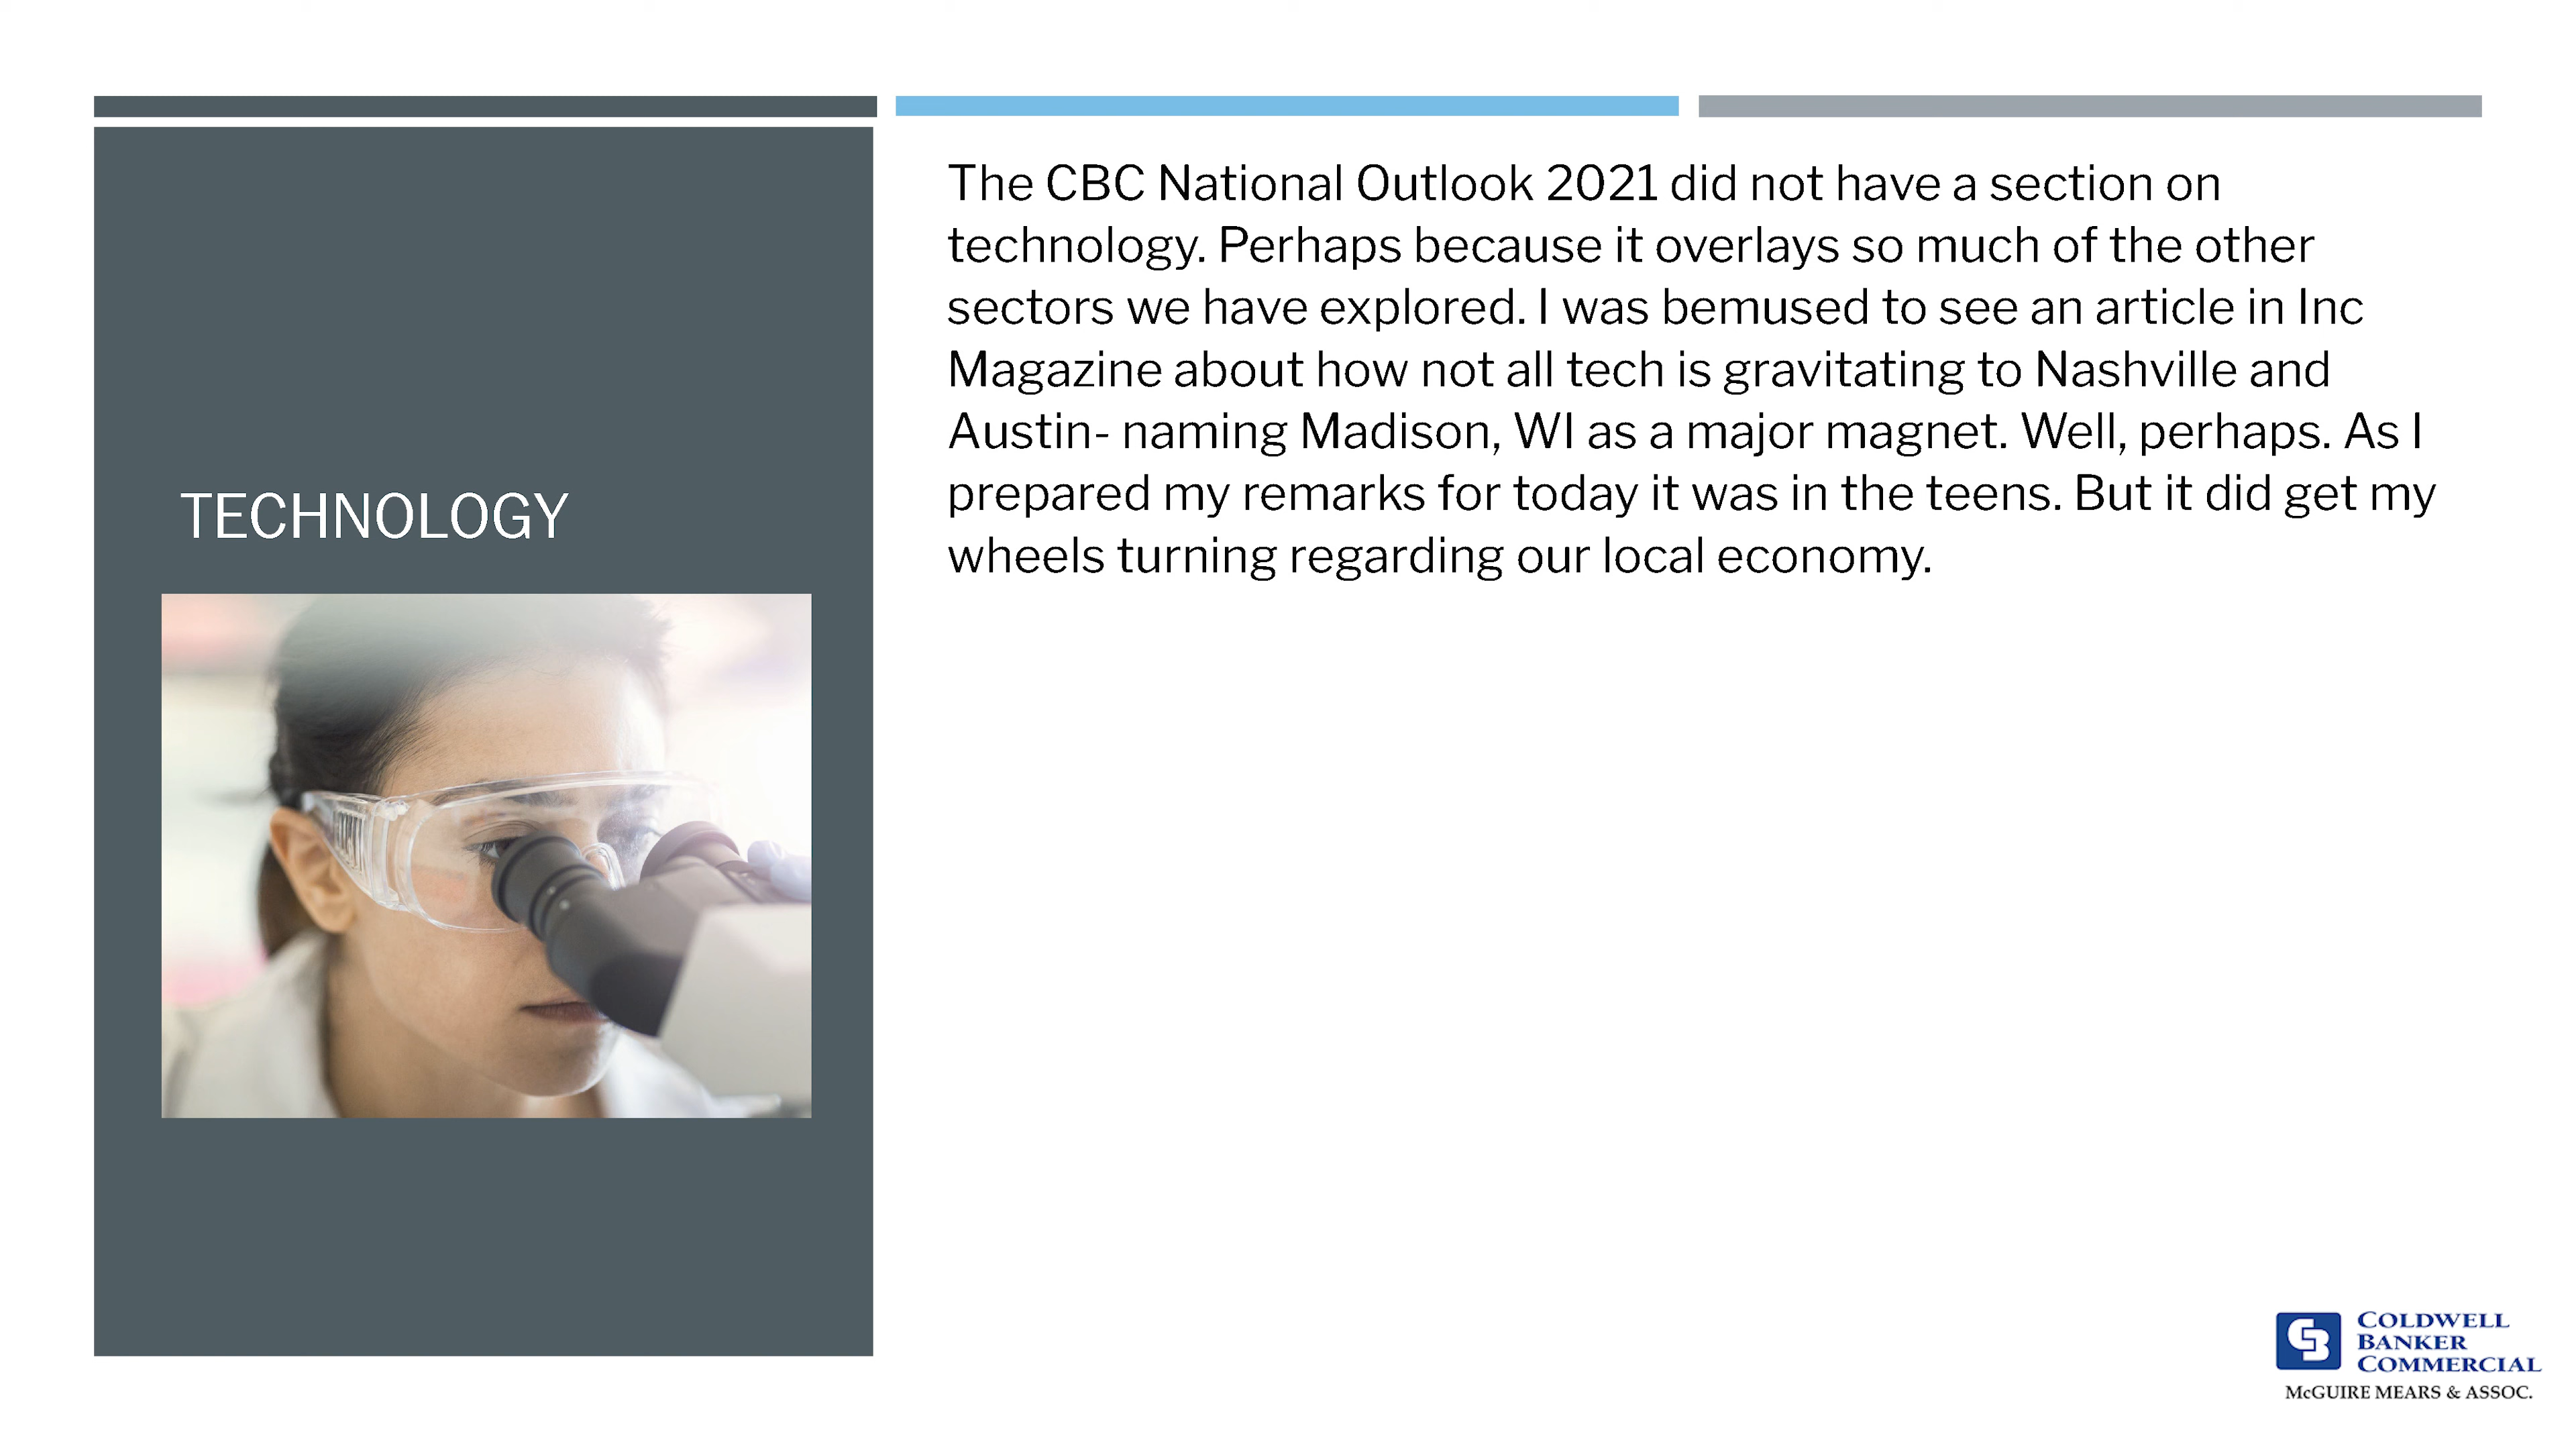 TECHNOLOGY
The CBC National Outlook 2021 did not have a section on
technology. Perhaps because it overlays so much of the other
sectors we have explored. I was bemused to see an article in Inc
Magazine about how not all tech is gravitating to Nashville and
Austin- naming Madison, WI as a major magnet. Well, perhaps. As I
prepared my remarks for today it was in the teens. But it did get my
wheels turning regarding our local economy.
COLDWELL
BANKER
COMMERCIAL
McGUIRE MEARS & ASSOC.